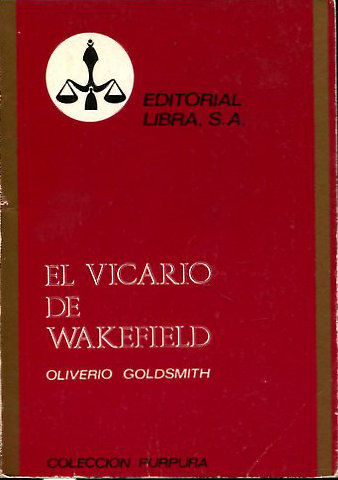 EDITORIAL
LIBRA, S.A.
EL VICARIO
DE
WAKEFIELD
OLIVERIO GOLDSMITH
COLECCION PURPURA